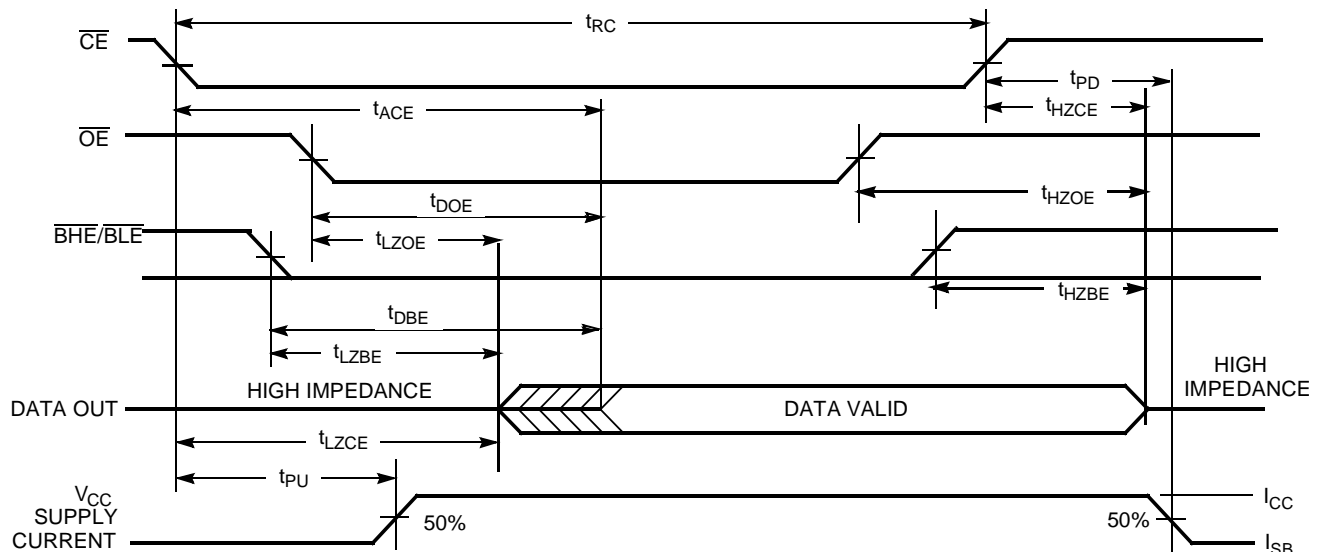 tRC
CE
tPD
tACE
tHZCE
OE
tDOE
tHZOE
BHE/BLE
tLZOE
tHZBE
tDBE
tLZBE
HIGH IMPEDANCE
HIGH
IMPEDANCE
DATA OUT
DATA VALID
tLZCE
tPU
VCC
SUPPLY
CURRENT
50%
50%
ICC
ISB